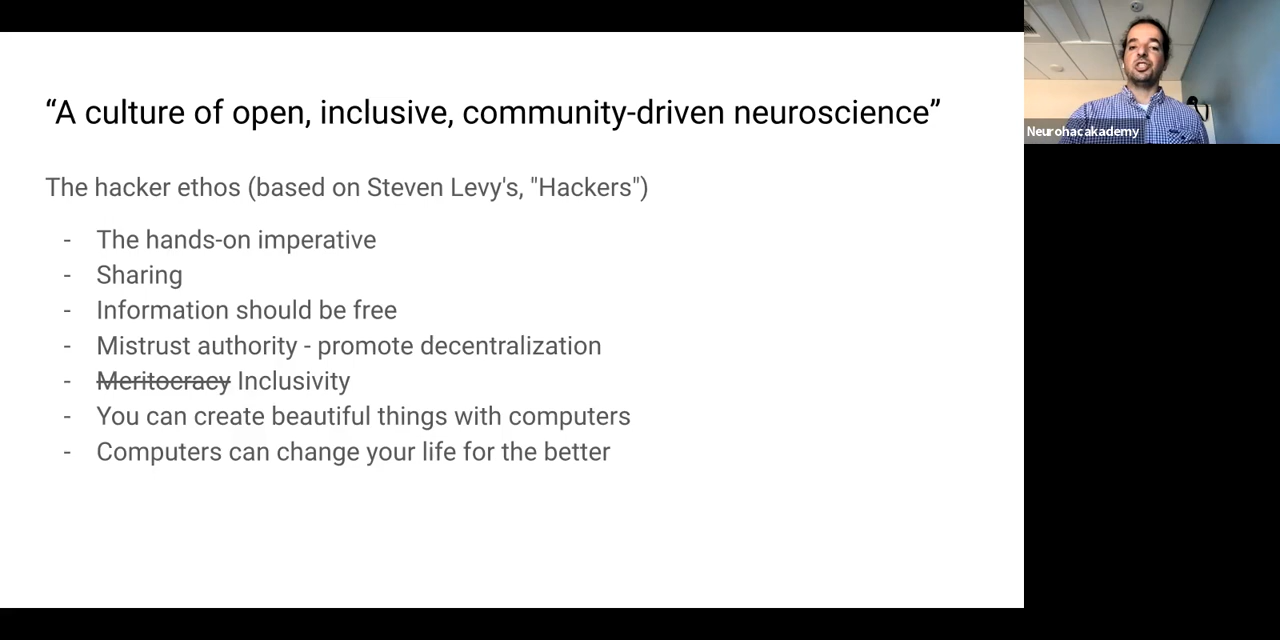 “A culture of open, inclusive, community-driven neuroscience”
The hacker ethos (based on Steven Levy's, "Hackers")
- The hands-on imperative
- Sharing
- Information should be free
- Mistrust authority - promote decentralization
- Meritocracy Inclusivity
- You can create beautiful things with computers
- Computers can change your life for the better
Neurohacakademy